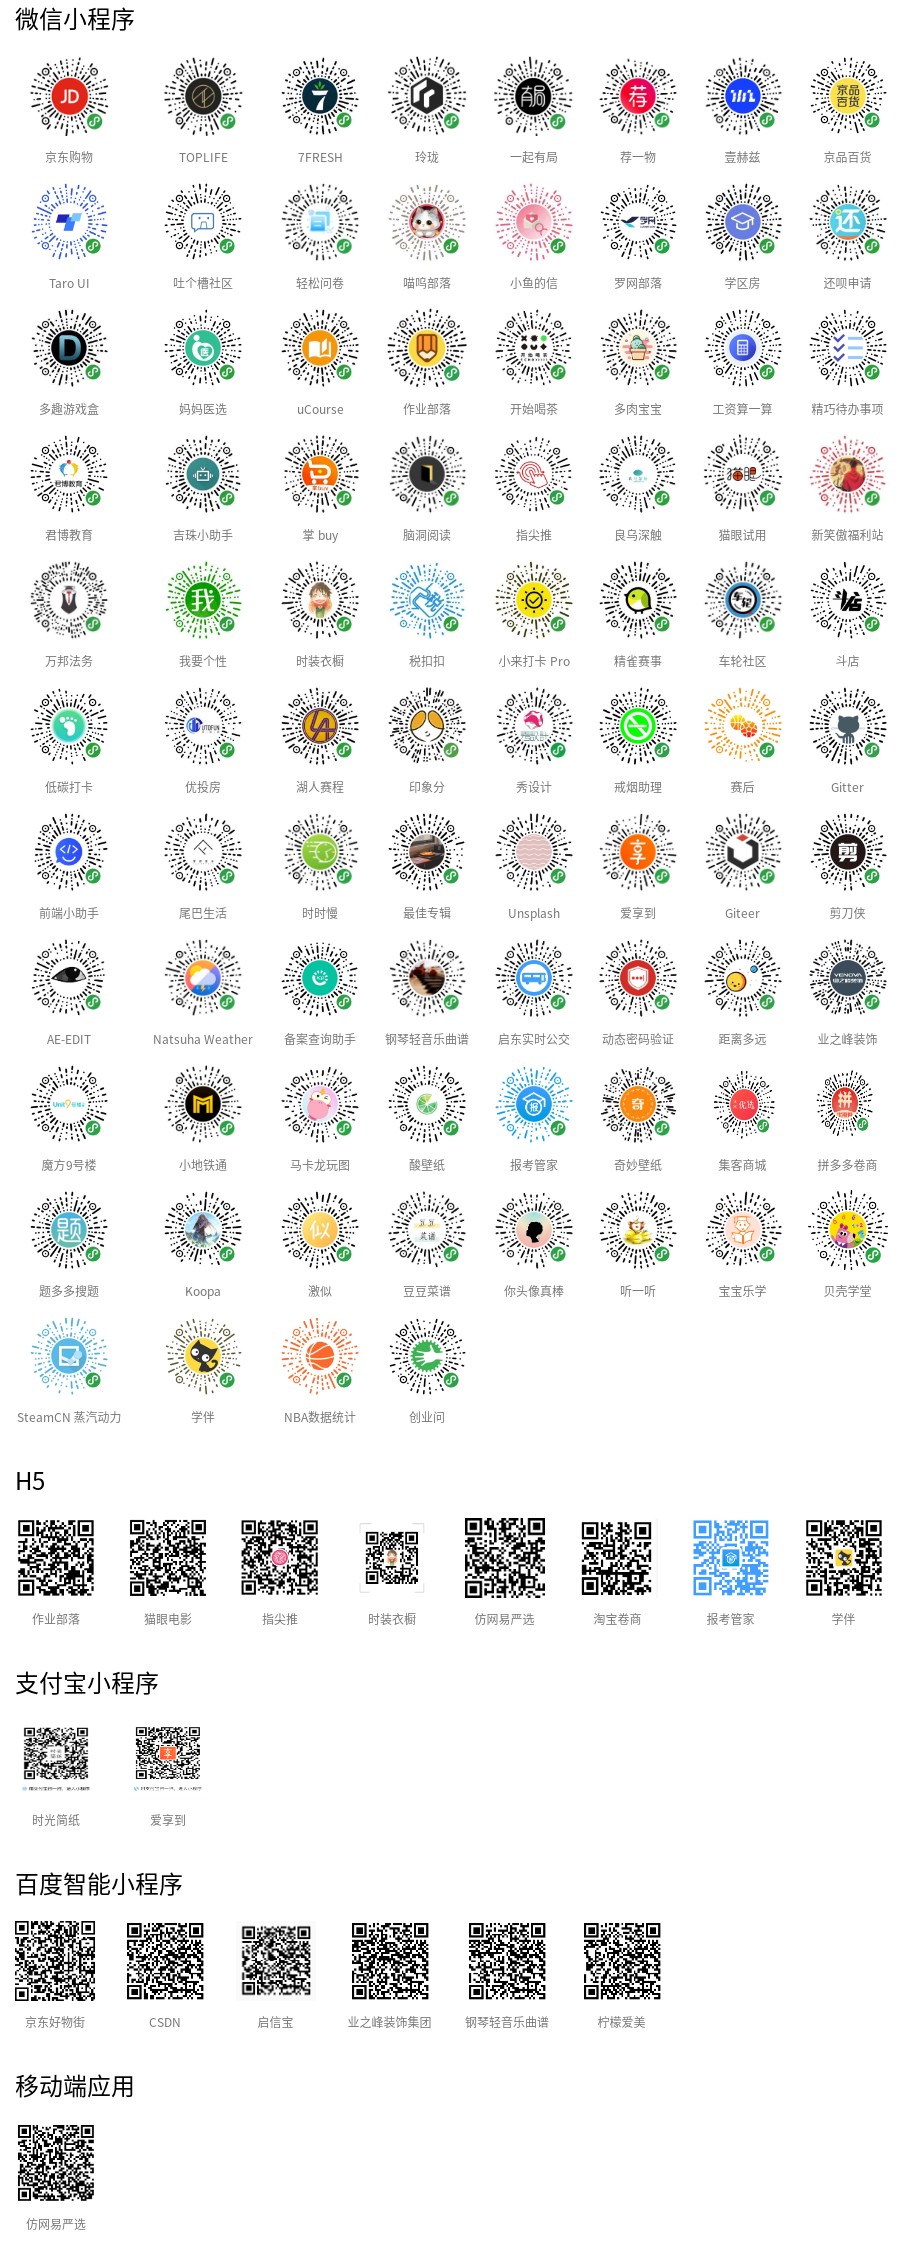 微信小程序
京东购物 TOPLIFE 7FRESH 玲珑 一起有局 荐一物 壹赫兹 京品百货
Taro UI 吐个槽社区 轻松问卷 喵呜部落 小鱼的信 罗网部落 学区房 还呗申请
多趣游戏盒 妈妈医选 uCourse 作业部落 开始喝茶 多肉宝宝 工资算一算 精巧待办事项
君博教育 吉珠小助手 掌 buy 脑洞阅读 指尖推 良乌深触 猫眼试用 新笑傲福利站
万邦法务 我要个性 时装衣橱 税扣扣 小来打卡 Pro 精雀赛事 车轮社区 斗店
低碳打卡 优投房 湖人赛程 印象分 秀设计 戒烟助理 赛后 Gitter
前端小助手 尾巴生活 时时慢 最佳专辑 Unsplash 爱享到 Giteer 剪刀侠
AE-EDIT Natsuha Weather 备案查询助手 钢琴轻音乐曲谱 启东实时公交 动态密码验证 距离多远 业之峰装饰
魔方9号楼 小地铁通 马卡龙玩图 酸壁纸 报考管家 奇妙壁纸 集客商城 拼多多卷商
题多多搜题 Koopa 激似 豆豆菜谱 你头像真棒 听一听 宝宝乐学 贝壳学堂
SteamCN 蒸汽动力 学伴 NBA数据统计 创业问
H5
作业部落 猫眼电影 指尖推 时装衣橱 仿网易严选 淘宝卷商 报考管家 学伴
支付宝小程序
时光简纸 爱享到
百度智能小程序
京东好物街 CSDN 启信宝 业之峰装饰集团 钢琴轻音乐曲谱 柠檬爱美
移动端应用
仿网易严选